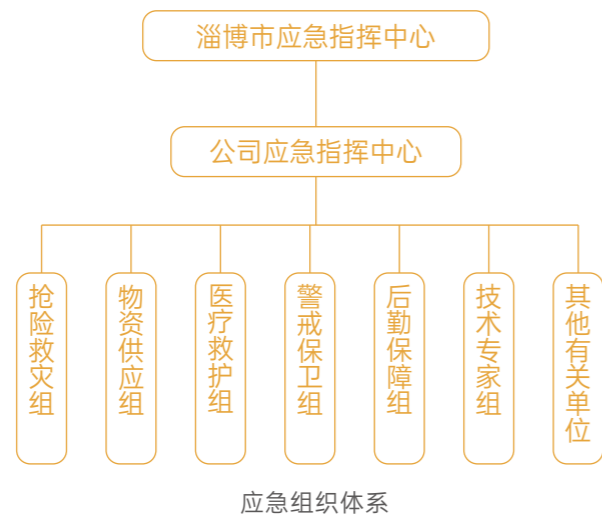 淄博市应急指挥中心
公司应急指挥中心
抢险救灾组
物资供应组
医疗救护组
警戒保卫组
后勤保障组
技术专家组
其他有关单位
应急组织体系